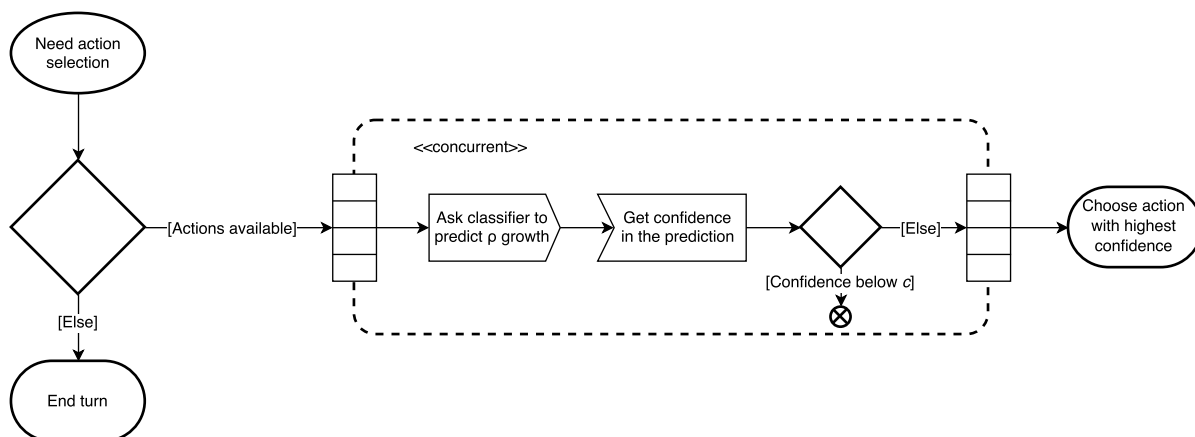 Need action
selection
<<concurrent>>
[Actions available]
Ask classifier to
predict ρ growth
Get confidence
in the prediction
[Else]
Choose action
with highest
confidence
[Confidence below c]
[Else]
End turn